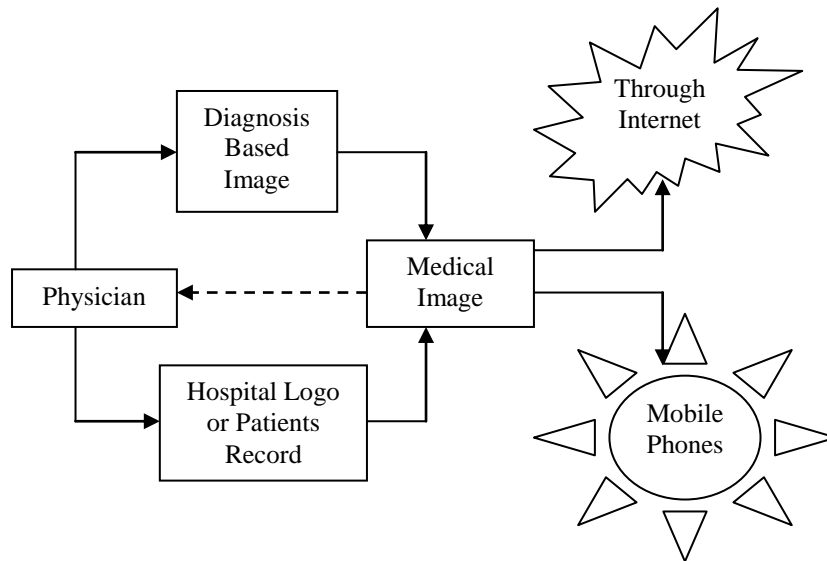 Through
Internet
Diagnosis
Based
Image
Medical
Image
Physician
Hospital Logo
or Patients
Record
Mobile
Phones